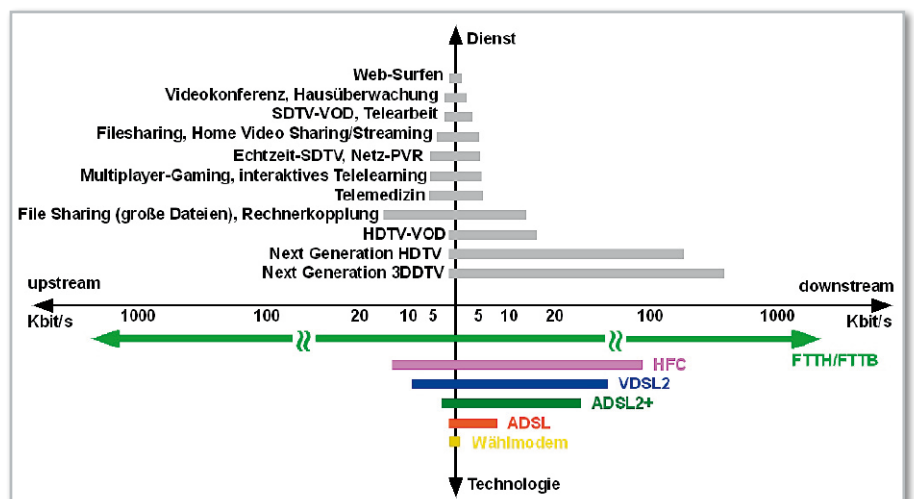 Dienst
Web-Surfen
Videokonferenz, Hausüberwachung
SDTV-VOD, Telearbeit
Filesharing, Home Video Sharing/Streaming
Echtzeit-SDTV, Netz-PVR
Multiplayer-Gaming, interaktives Telelearning
Telemedizin
File Sharing (große Dateien), Rechnerkopplung
HDTV-VOD
Next Generation HDTV
Next Generation 3DDTV
upstream downstream
Kbit/s 1000 100 20 10 5 5 10 20 100 1000 Kbit/s
FTTH/FTTB
HFC
VDSL2
ADSL2+
ADSL
Wählmodem
Technologie